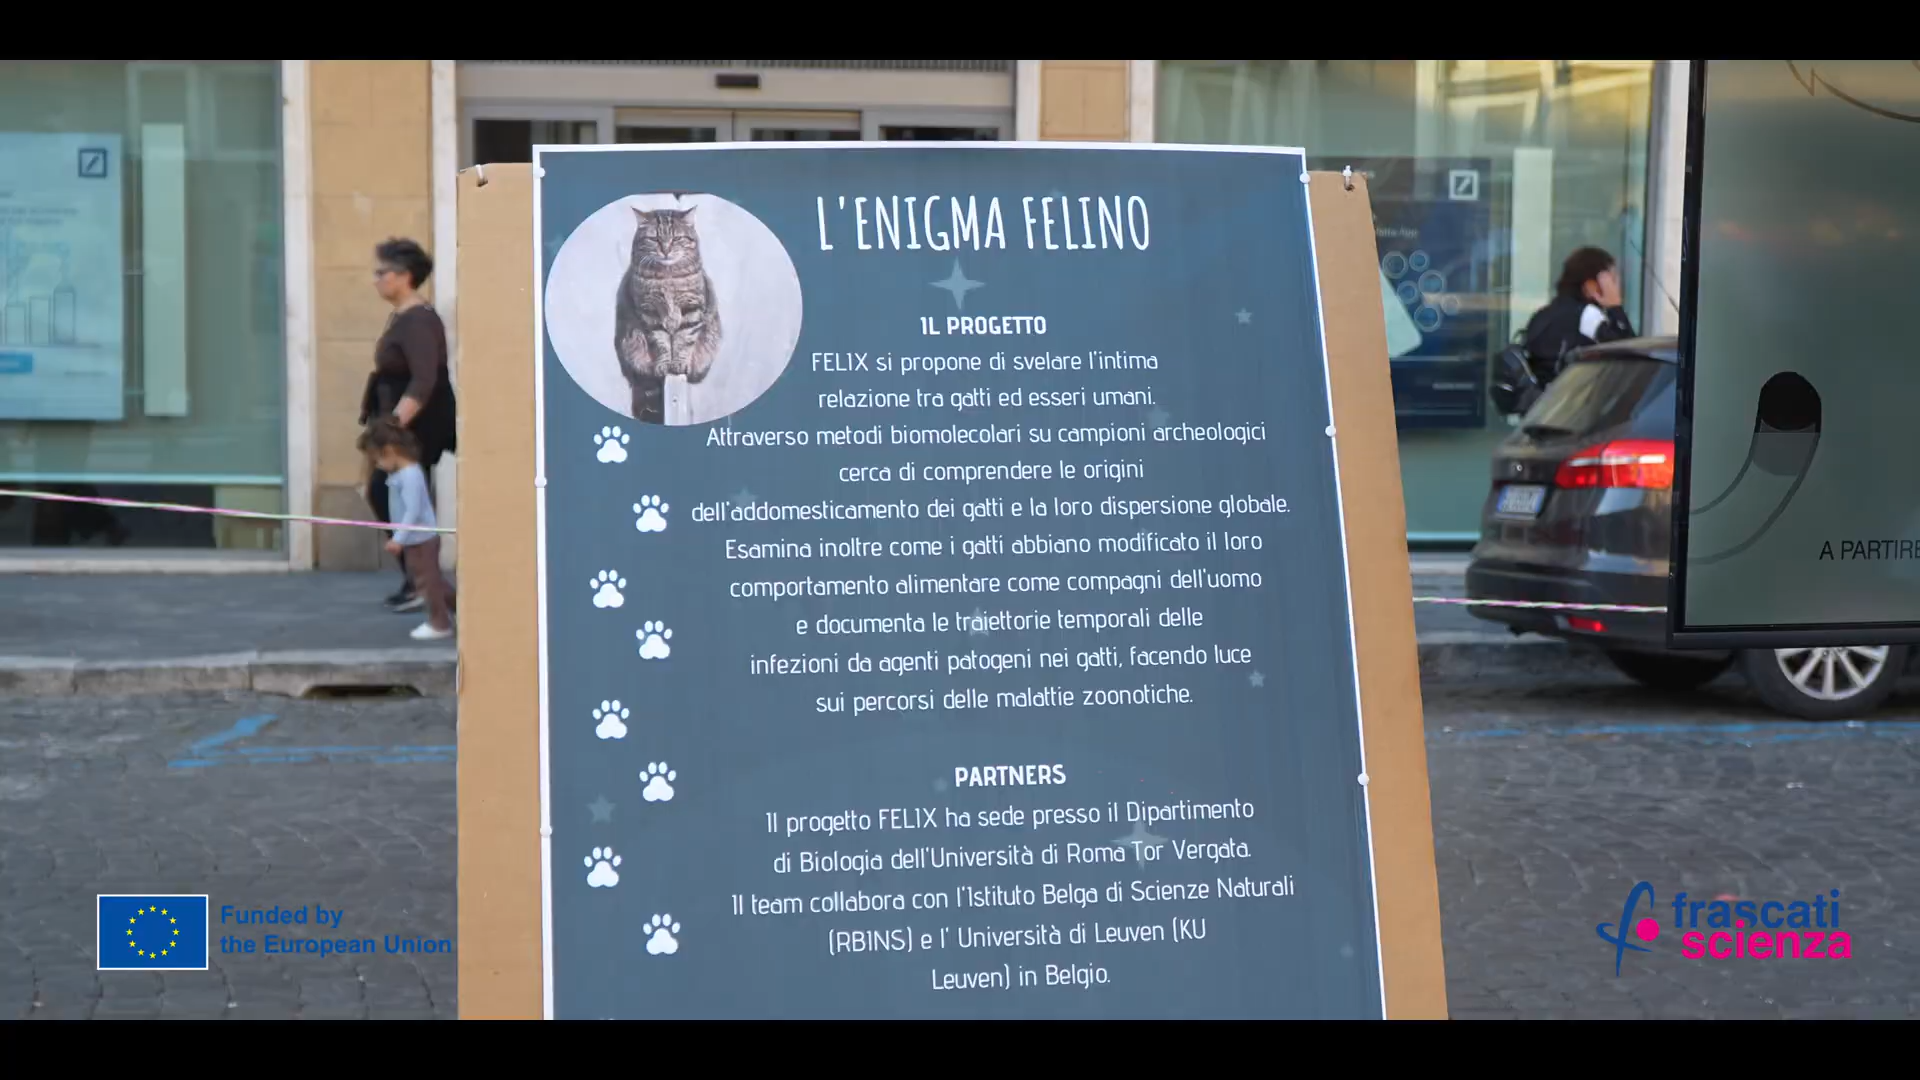 L'ENIGMA FELINO
IL PROGETTO
FELIX si propone di svelare l'intima
relazione tra gatti ed esseri umani.
Attraverso metodi biomolecolari su campioni archeologici
cerca di comprendere le origini
dell'addomesticamento dei gatti e la loro dispersione globale.
Esamina inoltre come i gatti abbiano modificato il loro
comportamento alimentare come compagni dell'uomo
e documenta le traiettorie temporali delle
infezioni da agenti patogeni nei gatti, facendo luce
sui percorsi delle malattie zoonotiche.
PARTNERS
Il progetto FELIX ha sede presso il Dipartimento
di Biologia dell'Università di Roma Tor Vergata.
Il team collabora con l'Istituto Belga di Scienze Naturali
(RBINS) e l' Università di Leuven (KU
Leuven) in Belgio.
A PARTIRE
Funded by
the European Union
frascati
scienza